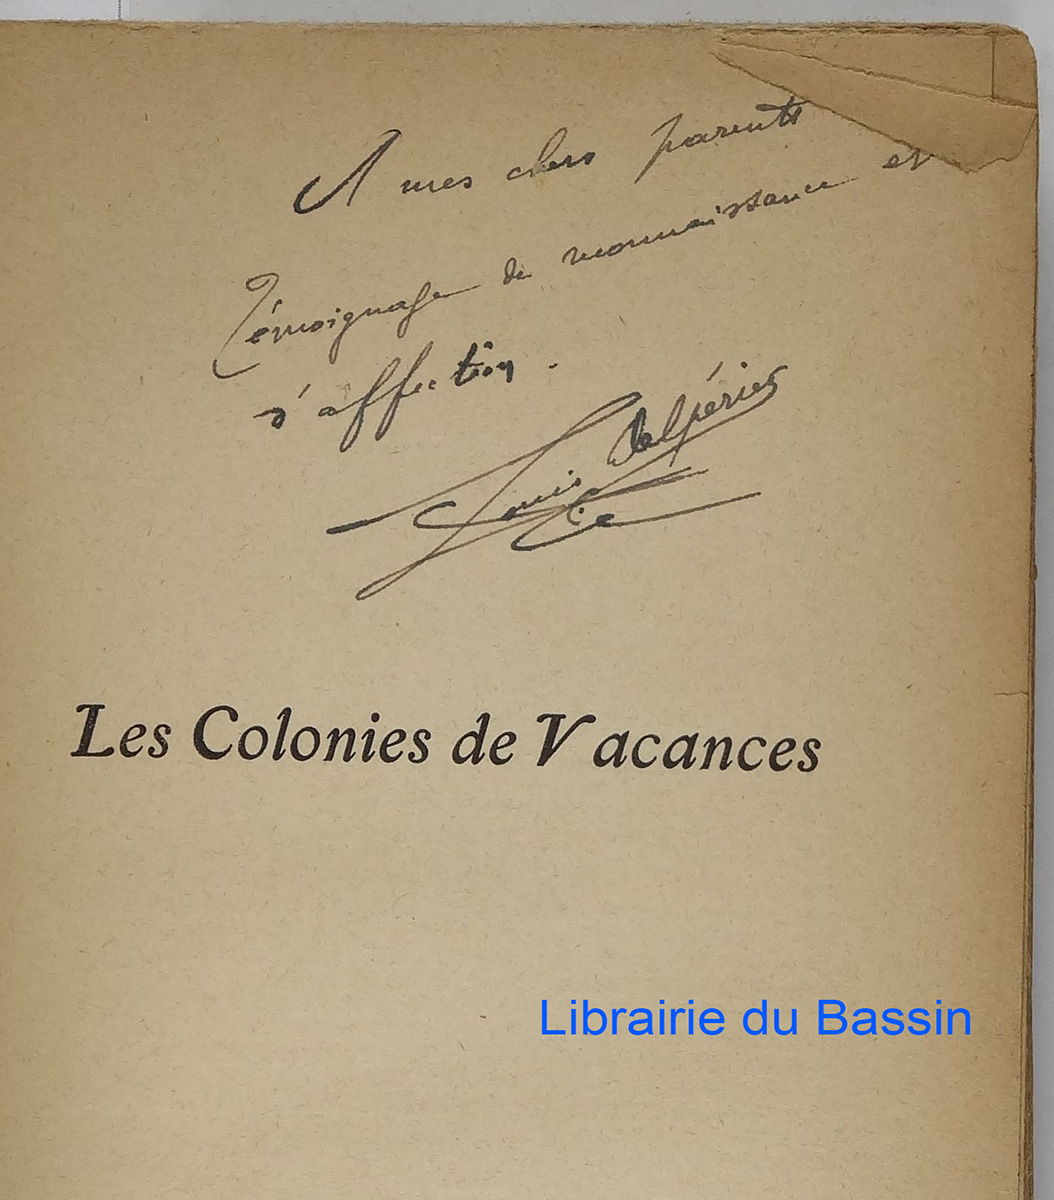 A mes chers parents
Témoignage de reconnaissance et
d'affection.
Louis Delpérier
Les Colonies de Vacances
Librairie du Bassin